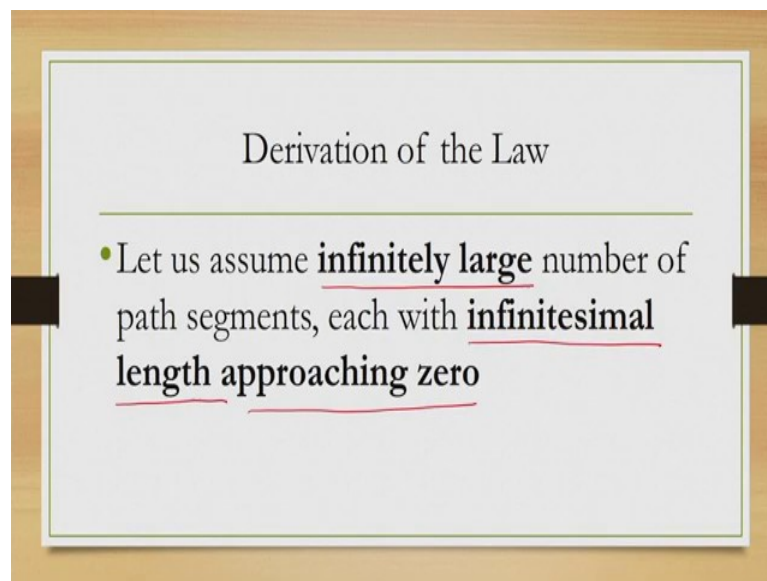 Derivation of the Law
•Let us assume infinitely large number of
path segments, each with infinitesimal
length approaching zero